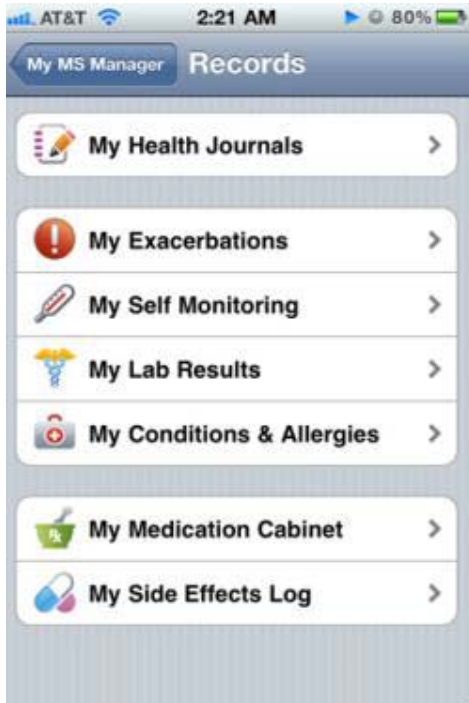 AT&T 2:21 AM 80%
My MS Manager Records
My Health Journals
My Exacerbations
My Self Monitoring
My Lab Results
My Conditions & Allergies
My Medication Cabinet
My Side Effects Log